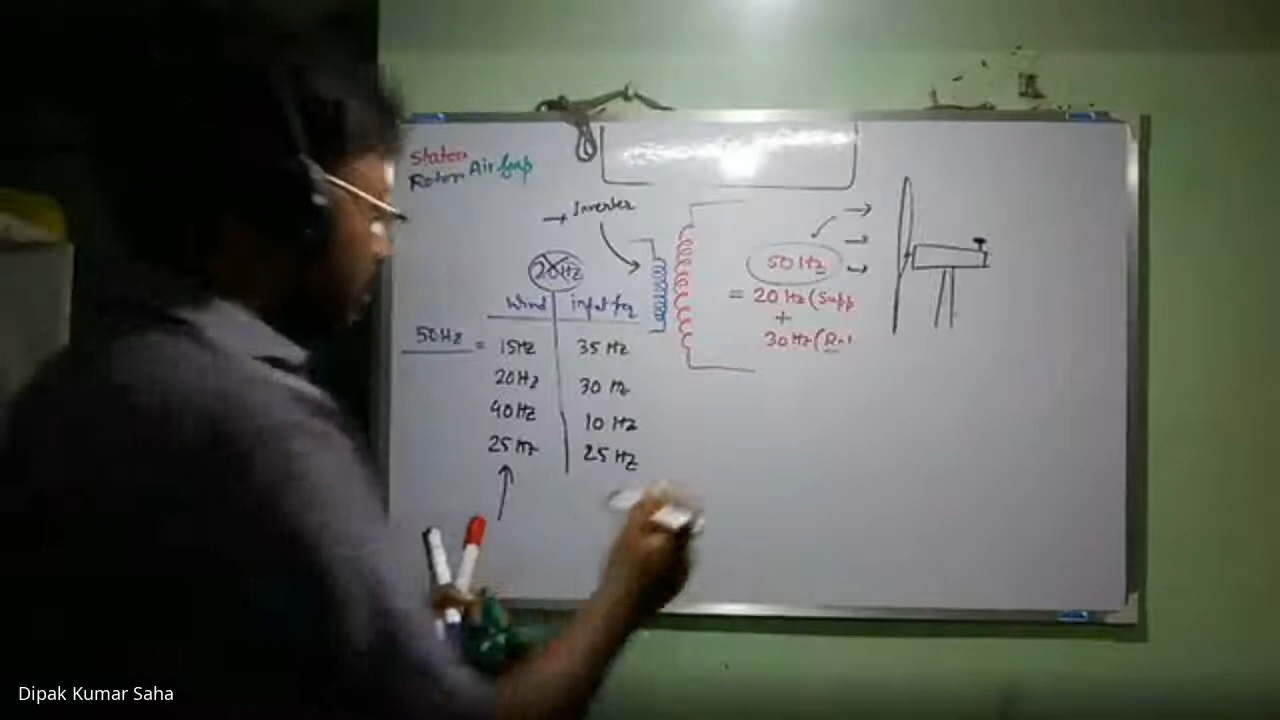 Stator
Rotor Air Gap
→ Inverter
20Hz
Wind input frq
50Hz = 15Hz 35 Hz
20Hz 30 Hz
40Hz 10 Hz
25 Hz 25 Hz
50 Hz
= 20 Hz (Supp
+
30 Hz (Rot
Dipak Kumar Saha